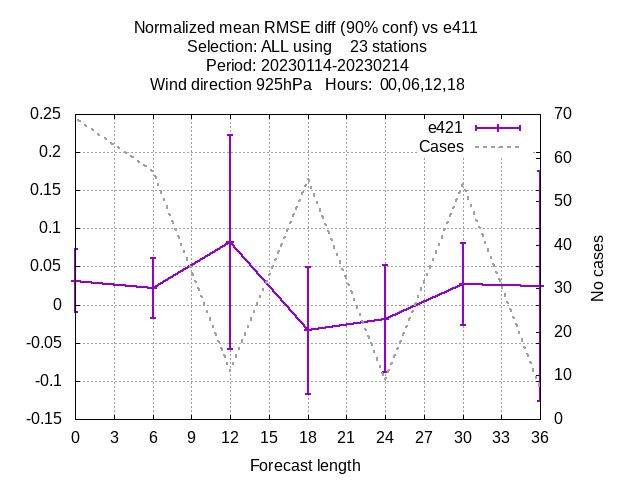 Normalized mean RMSE diff (90% conf) vs e411
Selection: ALL using    23 stations
Period: 20230114-20230214
Wind direction 925hPa   Hours:  00,06,12,18
0.25
0.2
0.15
0.1
0.05
0
-0.05
-0.1
-0.15
e421
Cases
70
60
50
40
30
20
10
0
No cases
0 3 6 9 12 15 18 21 24 27 30 33 36
Forecast length